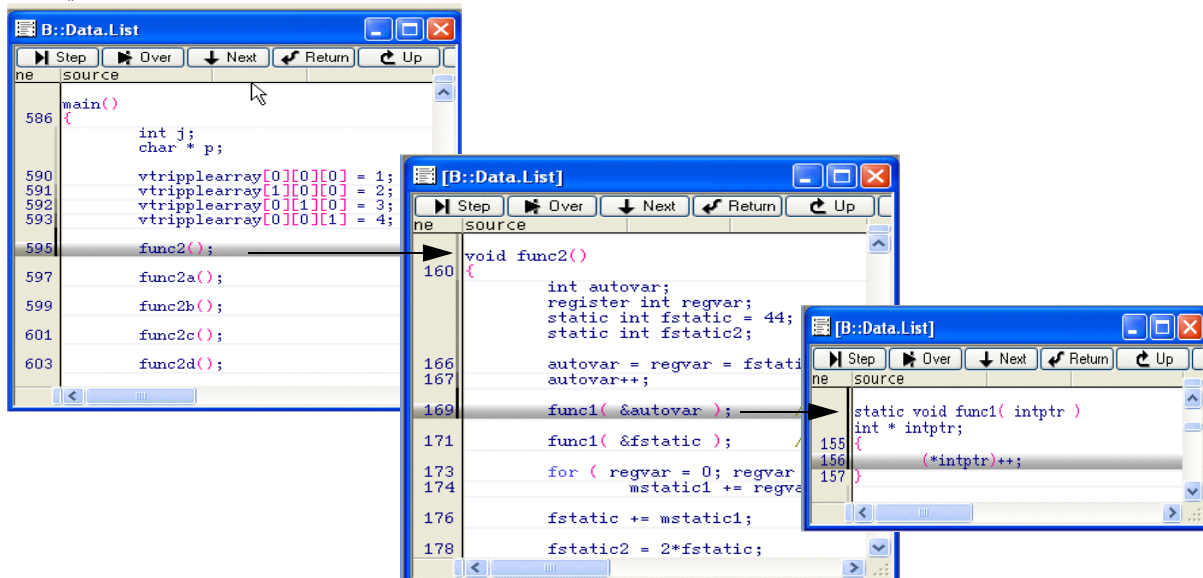 B::Data.List
Step Over Next Return Up
ne source
main()
586 {
int j;
char * p;
590 vtripplearray[0][0][0] = 1;
591 vtripplearray[1][0][0] = 2;
592 vtripplearray[0][1][0] = 3;
593 vtripplearray[0][0][1] = 4;
595 func2();
597 func2a();
599 func2b();
601 func2c();
603 func2d();
[B::Data.List]
Step Over Next Return Up
ne source
void func2()
160 {
int autovar;
register int regvar;
static int fstatic = 44;
static int fstatic2;
166 autovar = regvar = fstati
167 autovar++;
169 func1( &autovar ); /
171 func1( &fstatic ); /
173 for ( regvar = 0; regvar
174 mstatic1 += regva
176 fstatic += mstatic1;
178 fstatic2 = 2*fstatic;
[B::Data.List]
Step Over Next Return Up
ne source
static void func1( intptr )
int * intptr;
155 {
156 (*intptr)++;
157 }